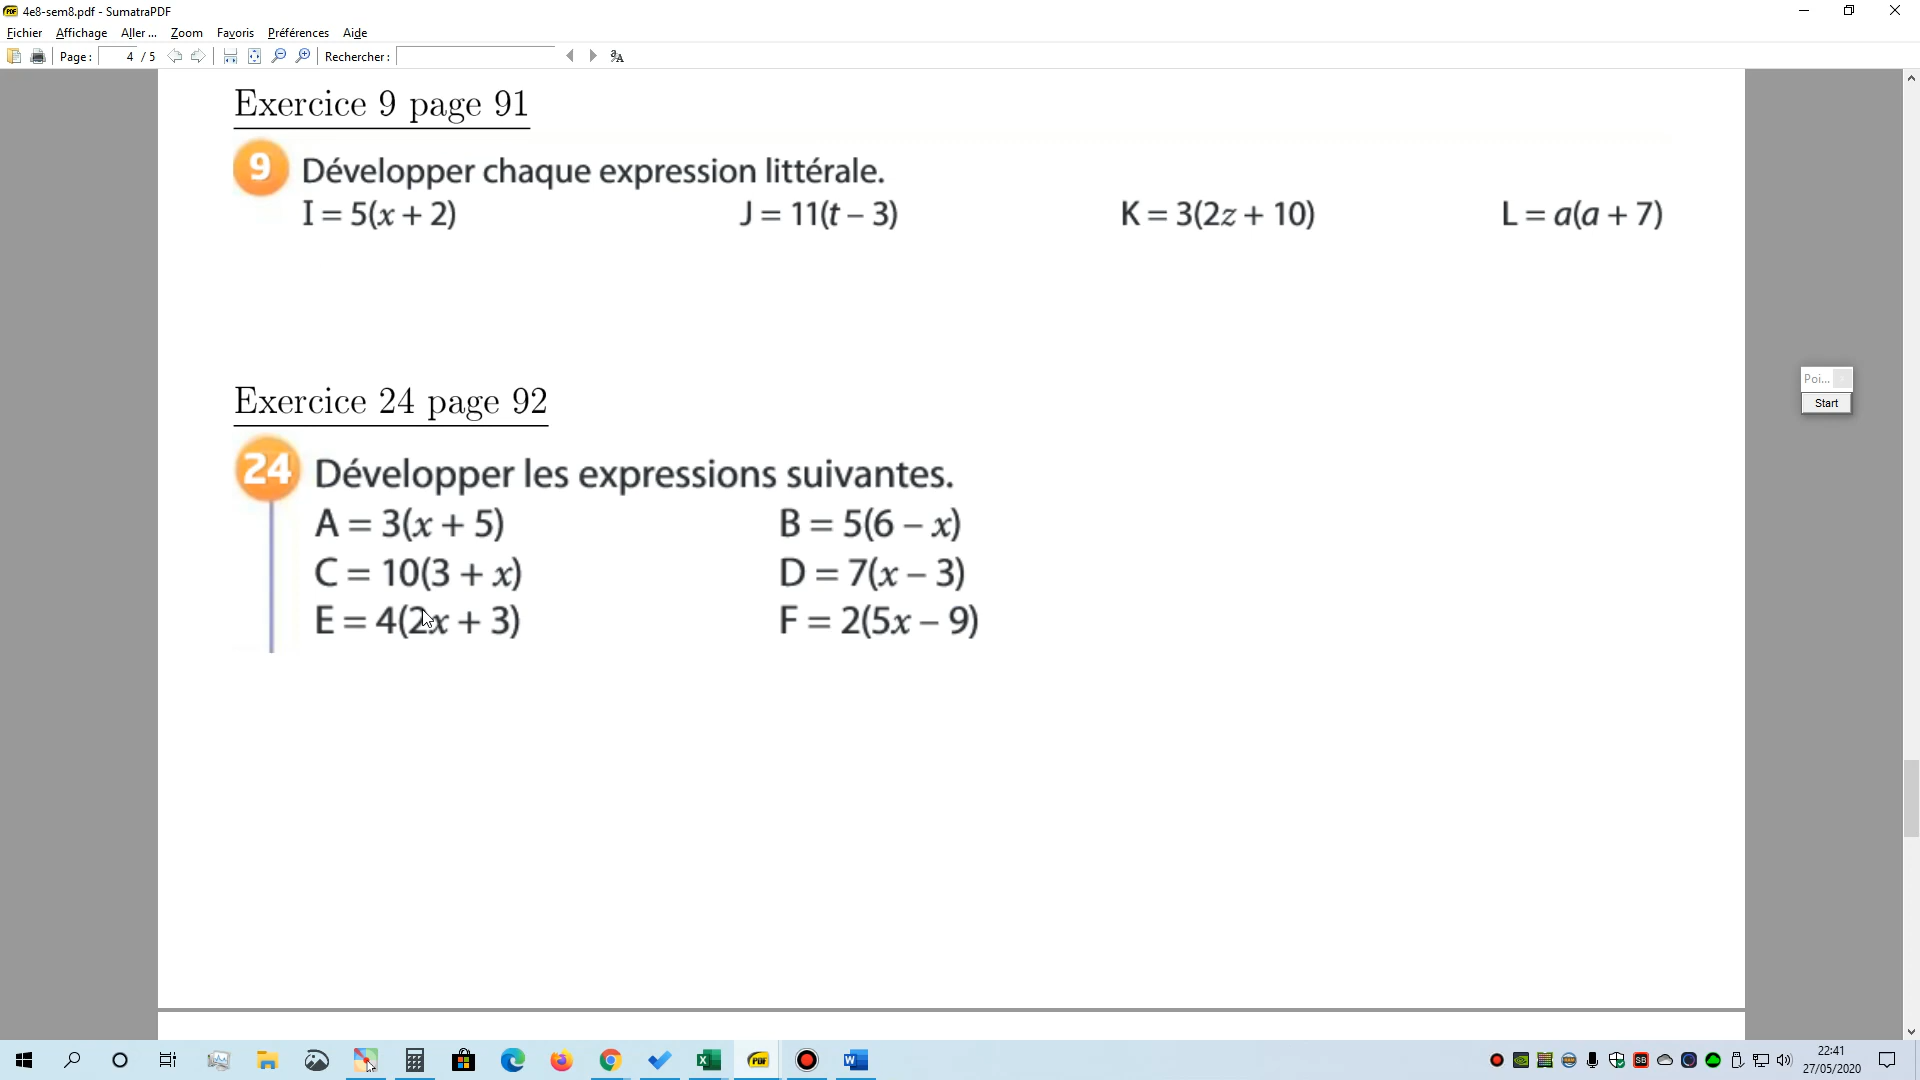 4e8-sem8.pdf - SumatraPDF
Fichier Affichage Aller ... Zoom Favoris Préférences Aide
Page : 4 / 5 Rechercher :
Exercice 9 page 91
9 Développer chaque expression littérale.
I = 5(x + 2) J = 11(t – 3) K = 3(2z + 10) L = a(a + 7)
Poi...
Start
Exercice 24 page 92
24 Développer les expressions suivantes.
A = 3(x + 5) B = 5(6 – x)
C = 10(3 + x) D = 7(x – 3)
E = 4(2x + 3) F = 2(5x – 9)
22:41
27/05/2020